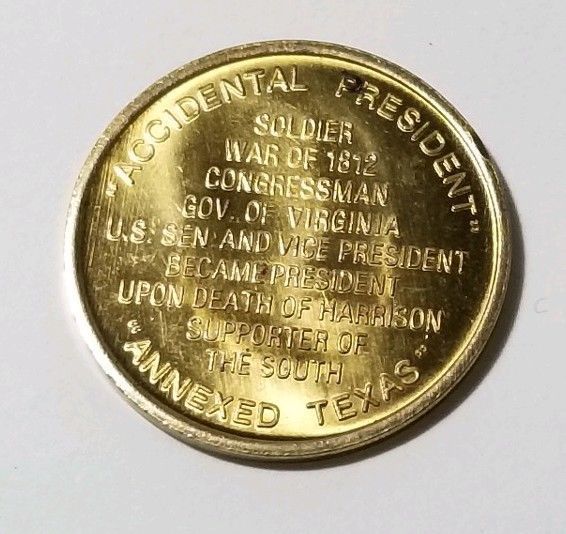 "ACCIDENTAL PRESIDENT"
SOLDIER
WAR OF 1812
CONGRESSMAN
GOV. OF VIRGINIA
U.S. SEN. AND VICE PRESIDENT
BECAME PRESIDENT
UPON DEATH OF HARRISON
SUPPORTER OF
THE SOUTH
"ANNEXED TEXAS"